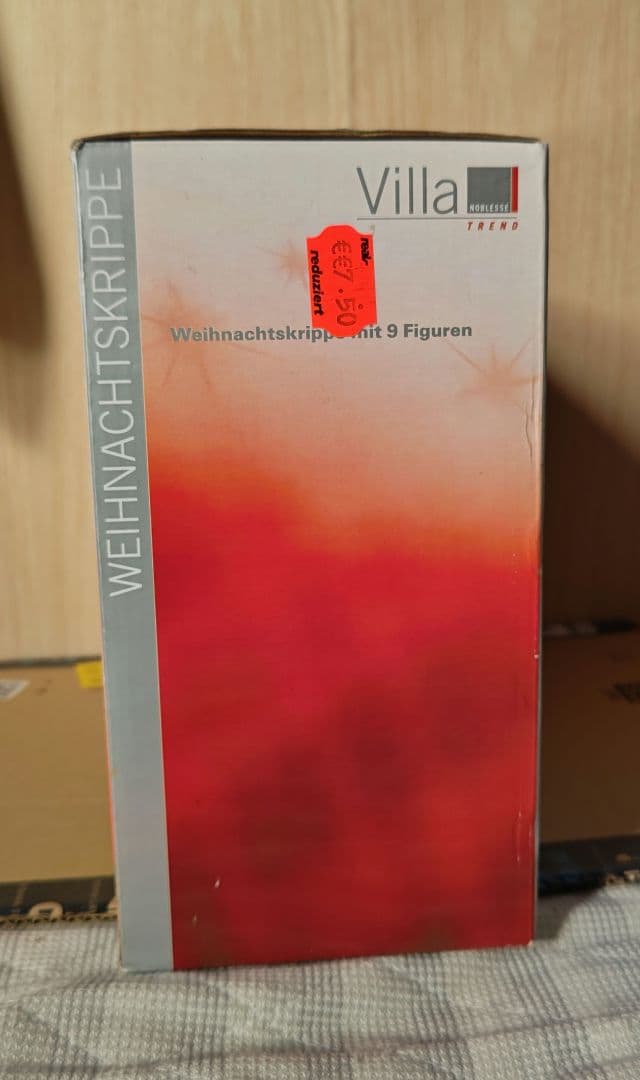 WEIHNACHTSKRIPPE
Villa
NOBLESSE
TREND
real-
€€7.50
reduziert
Weihnachtskrippe mit 9 Figuren